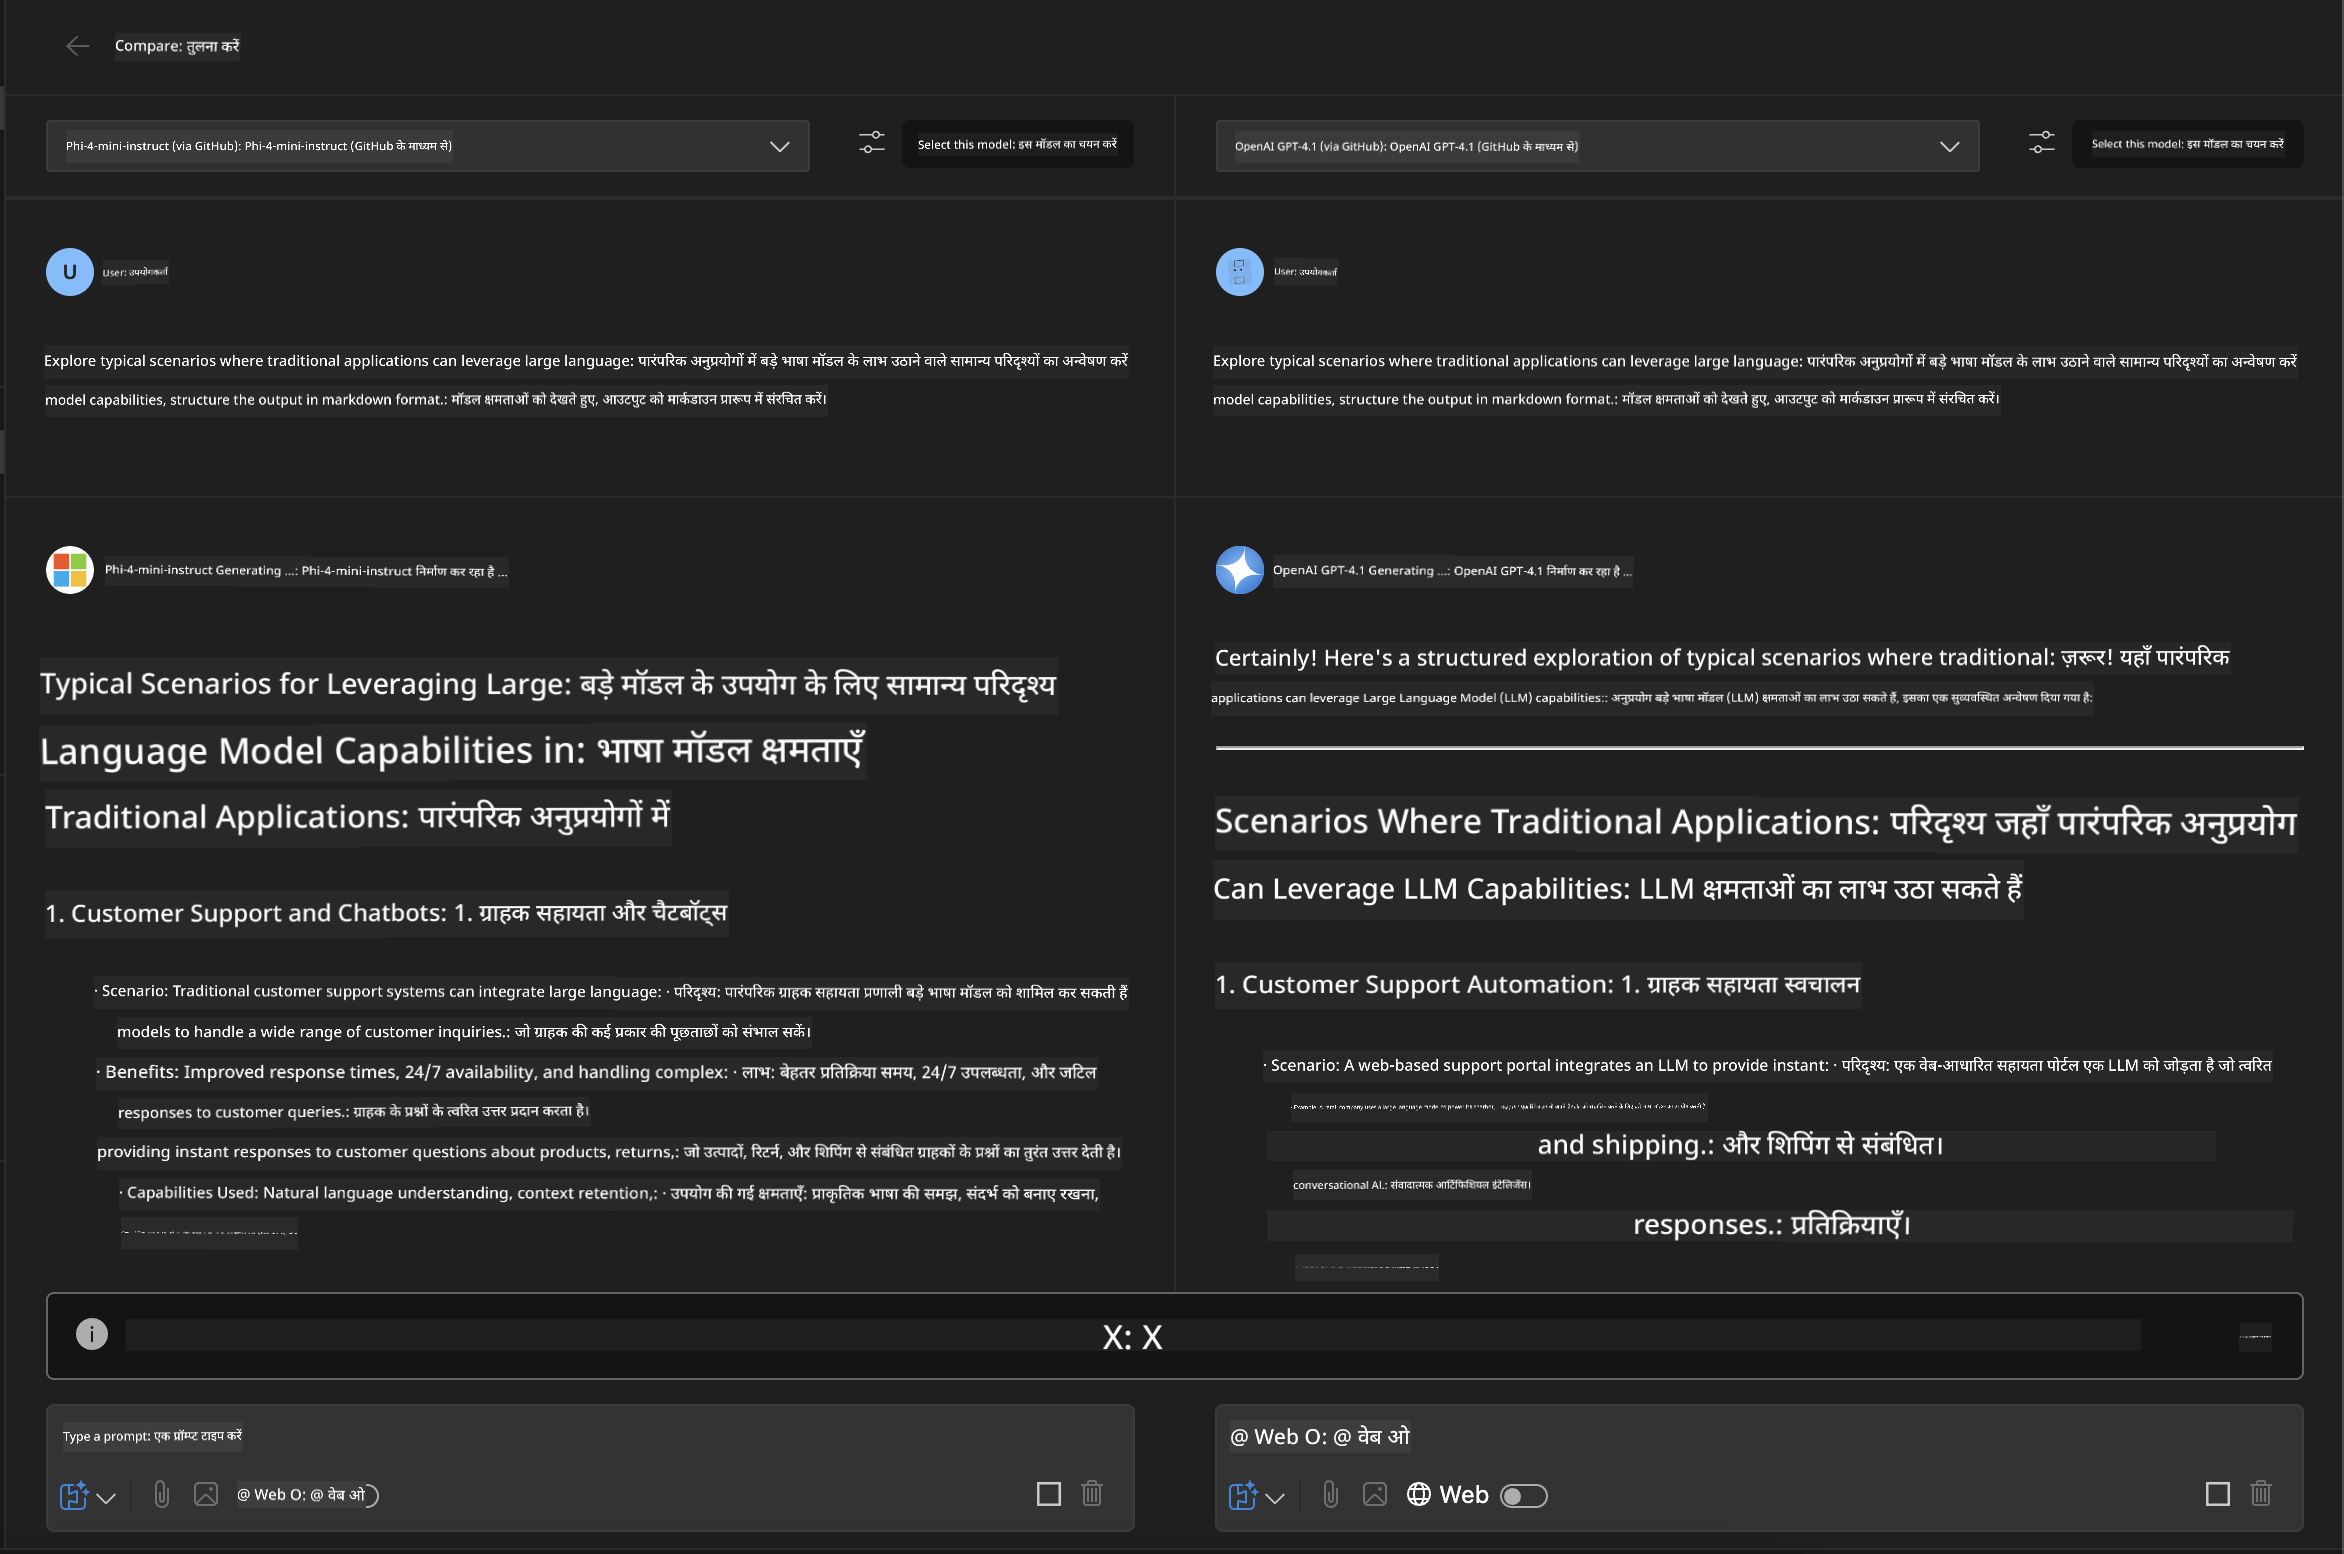 Compare: तुलना करें
Phi-4-mini-instruct (via GitHub): Phi-4-mini-instruct (GitHub के माध्यम से)
Select this model: इस मॉडल का चयन करें
U
User: उपयोगकर्ता
Explore typical scenarios where traditional applications can leverage large language: पारंपरिक अनुप्रयोगों में बड़े भाषा मॉडल के लाभ उठाने वाले सामान्य परिदृश्यों का अन्वेषण करें
model capabilities, structure the output in markdown format.: मॉडल क्षमताओं को देखते हुए, आउटपुट को मार्कडाउन प्रारूप में संरचित करें।
Phi-4-mini-instruct Generating ...: Phi-4-mini-instruct निर्माण कर रहा है ...
Typical Scenarios for Leveraging Large: बड़े मॉडल के उपयोग के लिए सामान्य परिदृश्य
Language Model Capabilities in: भाषा मॉडल क्षमताएँ
Traditional Applications: पारंपरिक अनुप्रयोगों में
1. Customer Support and Chatbots: 1. ग्राहक सहायता और चैटबॉट्स
· Scenario: Traditional customer support systems can integrate large language: · परिदृश्य: पारंपरिक ग्राहक सहायता प्रणाली बड़े भाषा मॉडल को शामिल कर सकती हैं
models to handle a wide range of customer inquiries.: जो ग्राहक की कई प्रकार की पूछताछों को संभाल सकें।
· Benefits: Improved response times, 24/7 availability, and handling complex: · लाभ: बेहतर प्रतिक्रिया समय, 24/7 उपलब्धता, और जटिल
responses to customer queries.: ग्राहक के प्रश्नों के त्वरित उत्तर प्रदान करता है।
providing instant responses to customer questions about products, returns,: जो उत्पादों, रिटर्न, और शिपिंग से संबंधित ग्राहकों के प्रश्नों का तुरंत उत्तर देती है।
· Capabilities Used: Natural language understanding, context retention,: · उपयोग की गई क्षमताएँ: प्राकृतिक भाषा की समझ, संदर्भ को बनाए रखना,
OpenAI GPT-4.1 (via GitHub): OpenAI GPT-4.1 (GitHub के माध्यम से)
Select this model: इस मॉडल का चयन करें
User: उपयोगकर्ता
Explore typical scenarios where traditional applications can leverage large language: पारंपरिक अनुप्रयोगों में बड़े भाषा मॉडल के लाभ उठाने वाले सामान्य परिदृश्यों का अन्वेषण करें
model capabilities, structure the output in markdown format.: मॉडल क्षमताओं को देखते हुए, आउटपुट को मार्कडाउन प्रारूप में संरचित करें।
OpenAI GPT-4.1 Generating ...: OpenAI GPT-4.1 निर्माण कर रहा है ...
Certainly! Here's a structured exploration of typical scenarios where traditional: ज़रूर! यहाँ पारंपरिक
applications can leverage Large Language Model (LLM) capabilities:: अनुप्रयोग बड़े भाषा मॉडल (LLM) क्षमताओं का लाभ उठा सकते हैं, इसका एक सुव्यवस्थित अन्वेषण दिया गया है:
Scenarios Where Traditional Applications: परिदृश्य जहाँ पारंपरिक अनुप्रयोग
Can Leverage LLM Capabilities: LLM क्षमताओं का लाभ उठा सकते हैं
1. Customer Support Automation: 1. ग्राहक सहायता स्वचालन
· Scenario: A web-based support portal integrates an LLM to provide instant: · परिदृश्य: एक वेब-आधारित सहायता पोर्टल एक LLM को जोड़ता है जो त्वरित
and shipping.: और शिपिंग से संबंधित।
conversational AI.: संवादात्मक आर्टिफिशियल इंटेलिजेंस।
responses.: प्रतिक्रियाएँ।
X: X
Type a prompt: एक प्रॉम्प्ट टाइप करें
@ Web O: @ वेब ओ
@ Web O: @ वेब ओ
Web